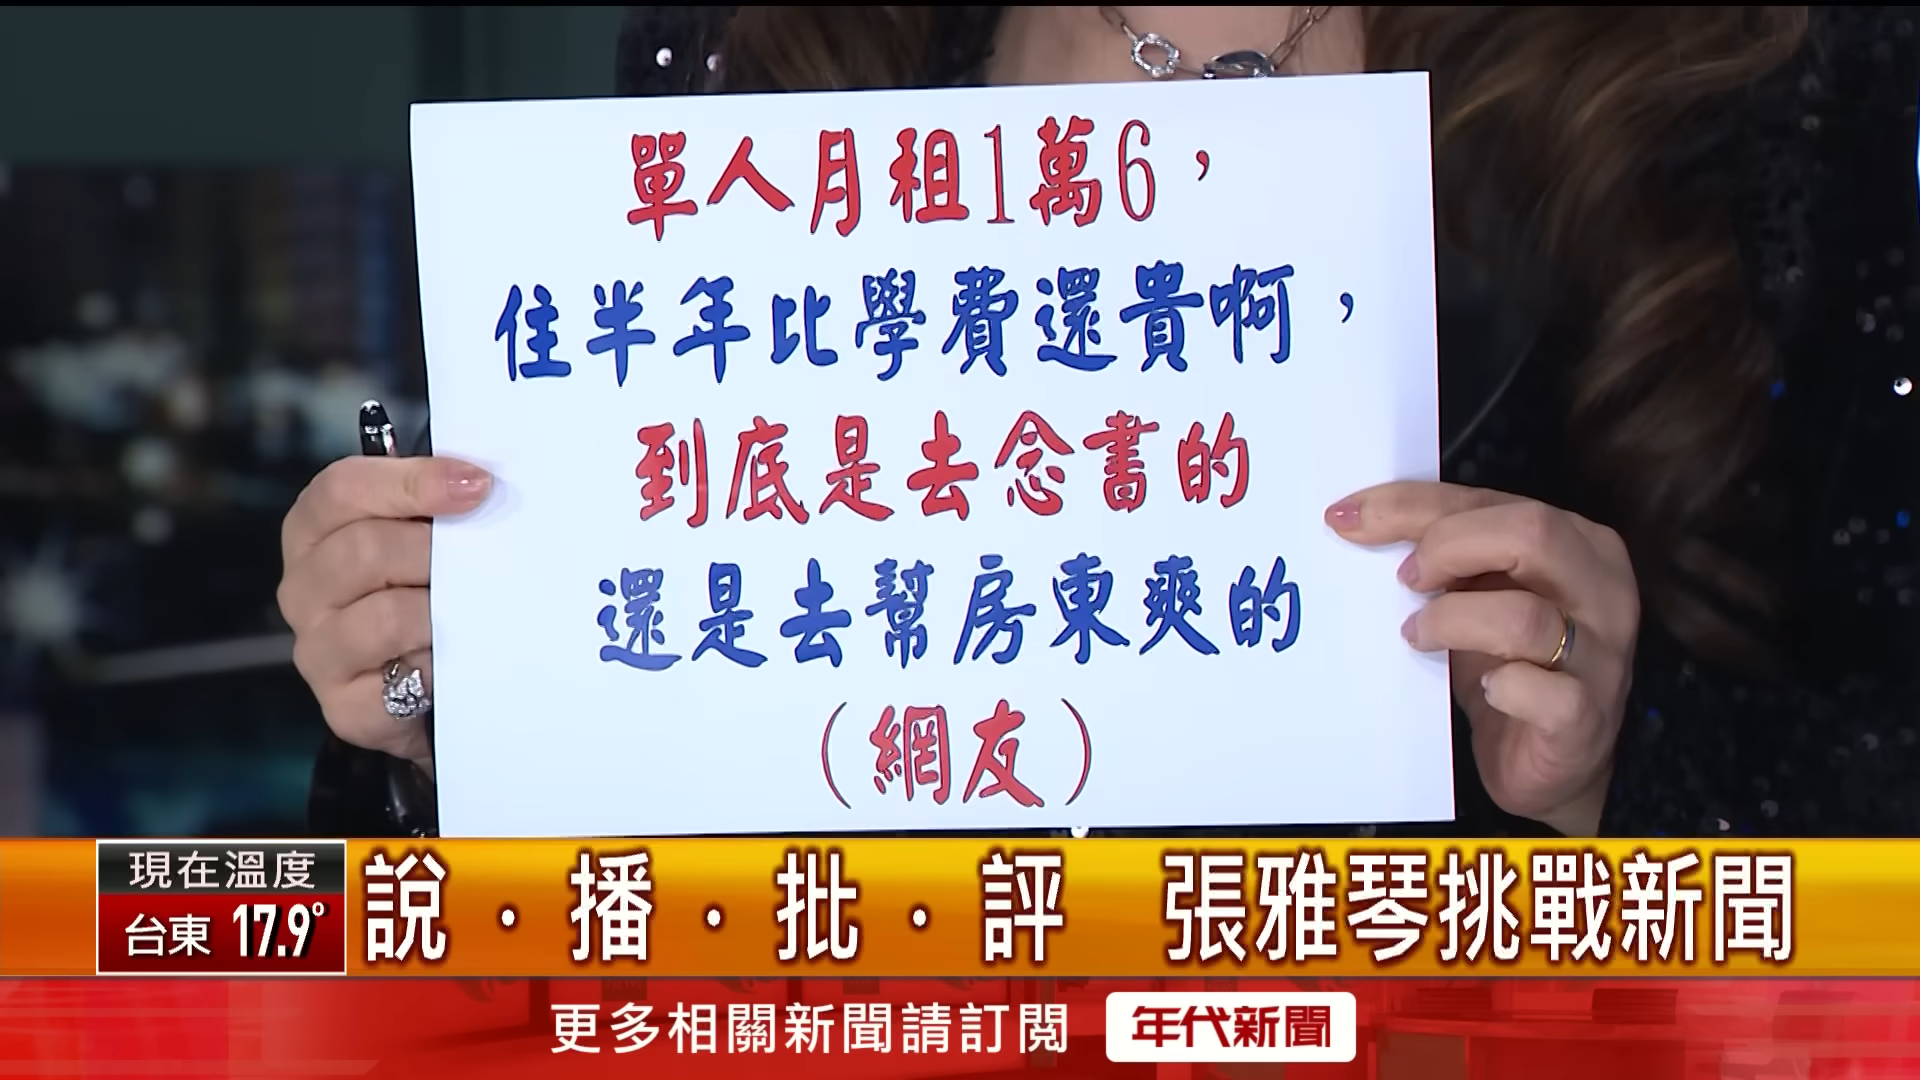 單人月租1萬6，
住半年比學費還貴啊，
到底是去念書的
還是去幫房東爽的
（網友）
現在溫度
台東 17.9°
說．播．批．評 張雅琴挑戰新聞
更多相關新聞請訂閱 年代新聞